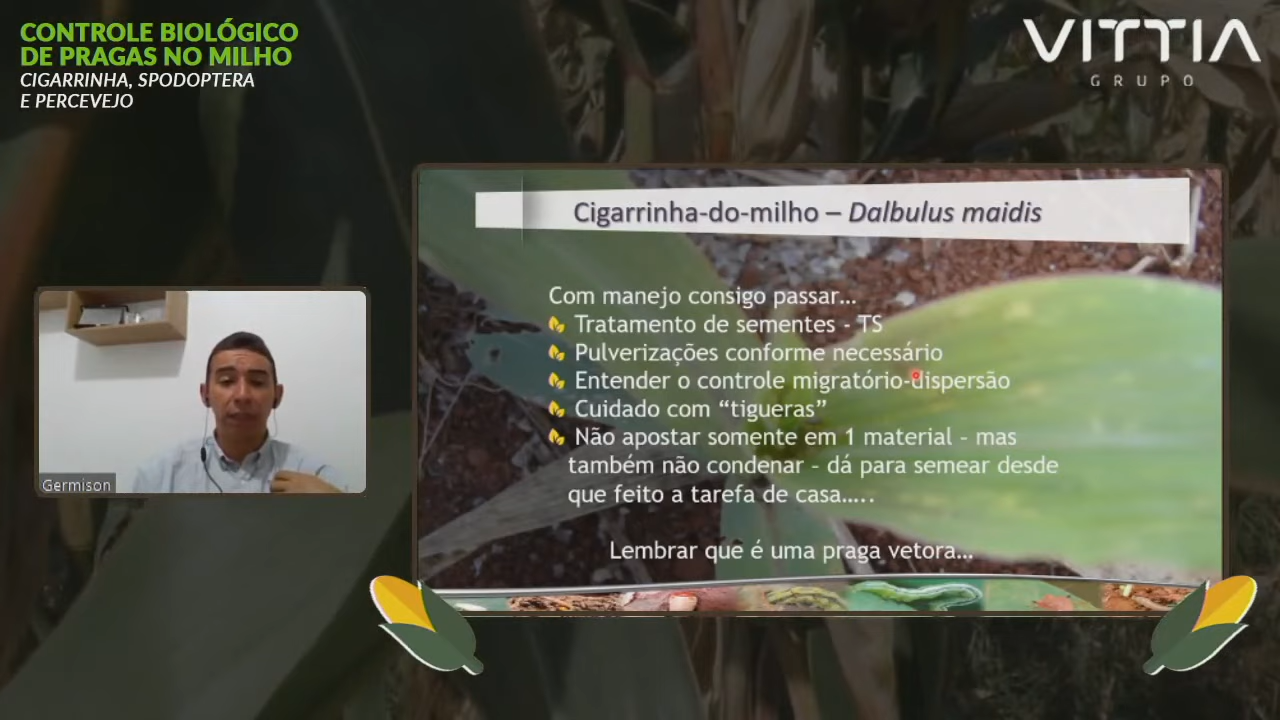 CONTROLE BIOLÓGICO
DE PRAGAS NO MILHO
CIGARRINHA, SPODOPTERA
E PERCEVEJO
VITTIA
GRUPO
Cigarrinha-do-milho – Dalbulus maidis
Com manejo consigo passar…
Tratamento de sementes - TS
Pulverizações conforme necessário
Entender o controle migratório-dispersão
Cuidado com “tigueras”
Não apostar somente em 1 material - mas
também não condenar - dá para semear desde
que feito a tarefa de casa…..
Lembrar que é uma praga vetora…
Germison